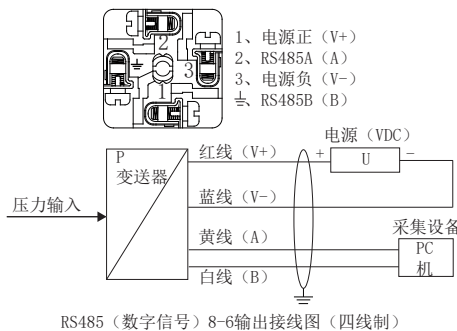 2
3
1
1、电源正（V+）
2、RS485A（A）
3、电源负（V-）
⏚、RS485B（B）
电源（VDC）
P
变送器
红线（V+）
+
U
-
蓝线（V-）
压力输入
黄线（A）
采集设备
PC
机
白线（B）
RS485（数字信号）8-6输出接线图（四线制）